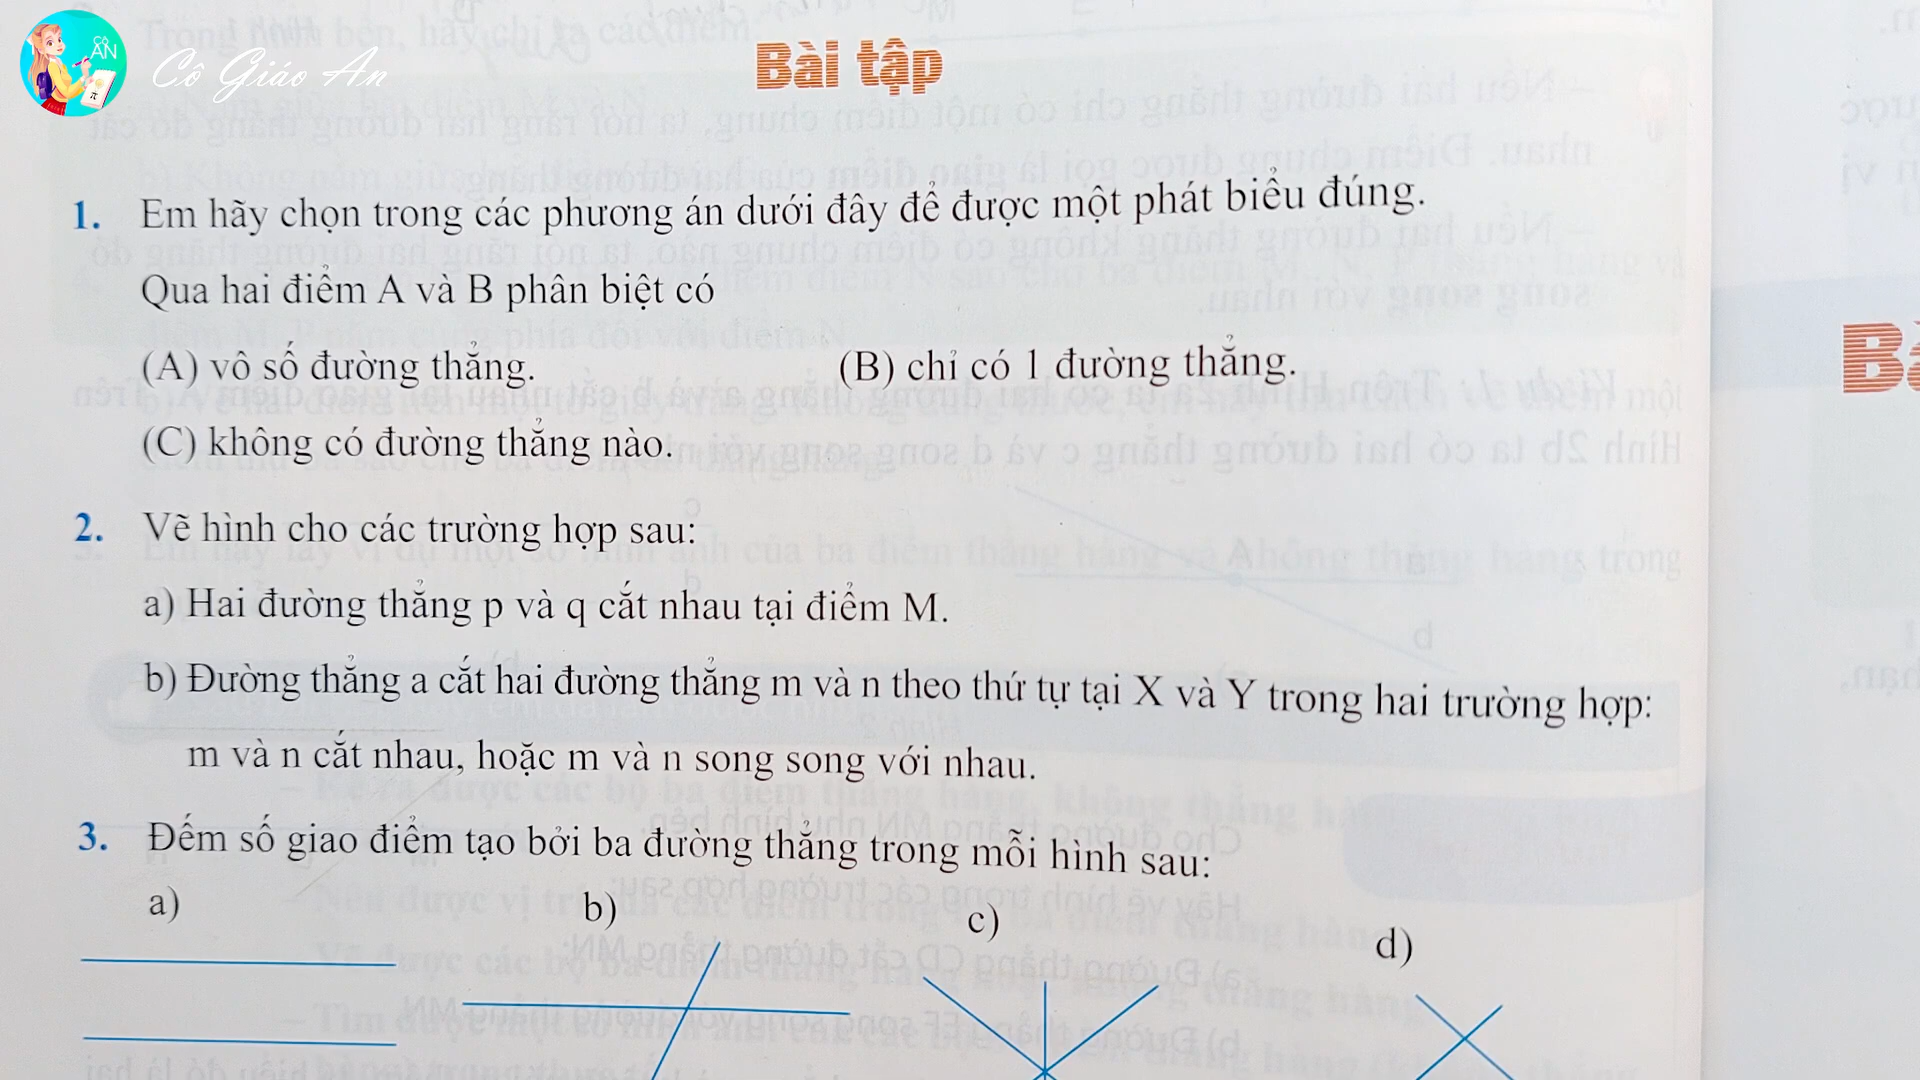 CÔ
ÂN
Cô Giáo Ân
Bài tập
1. Em hãy chọn trong các phương án dưới đây để được một phát biểu đúng.
Qua hai điểm A và B phân biệt có
(A) vô số đường thẳng. (B) chỉ có 1 đường thẳng.
(C) không có đường thẳng nào.
2. Vẽ hình cho các trường hợp sau:
a) Hai đường thẳng p và q cắt nhau tại điểm M.
b) Đường thẳng a cắt hai đường thẳng m và n theo thứ tự tại X và Y trong hai trường hợp:
m và n cắt nhau, hoặc m và n song song với nhau.
3. Đếm số giao điểm tạo bởi ba đường thẳng trong mỗi hình sau:
a) b) c) d)